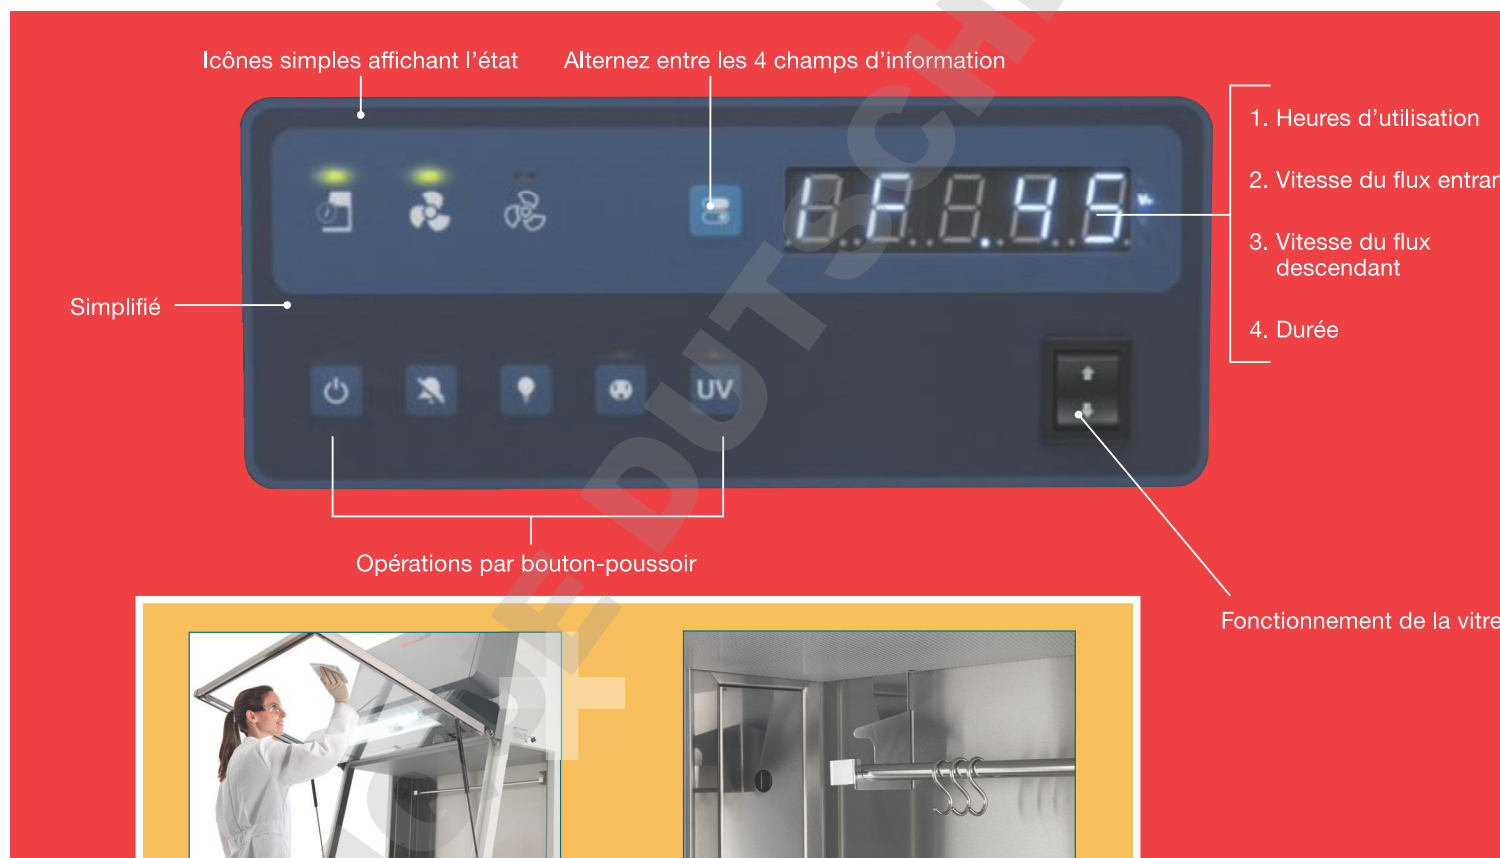 Icônes simples affichant l’état
Alternez entre les 4 champs d’information
1. Heures d’utilisation
2. Vitesse du flux entran
3. Vitesse du flux
descendant
4. Durée
Simplifié
UV
Opérations par bouton-poussoir
Fonctionnement de la vitre